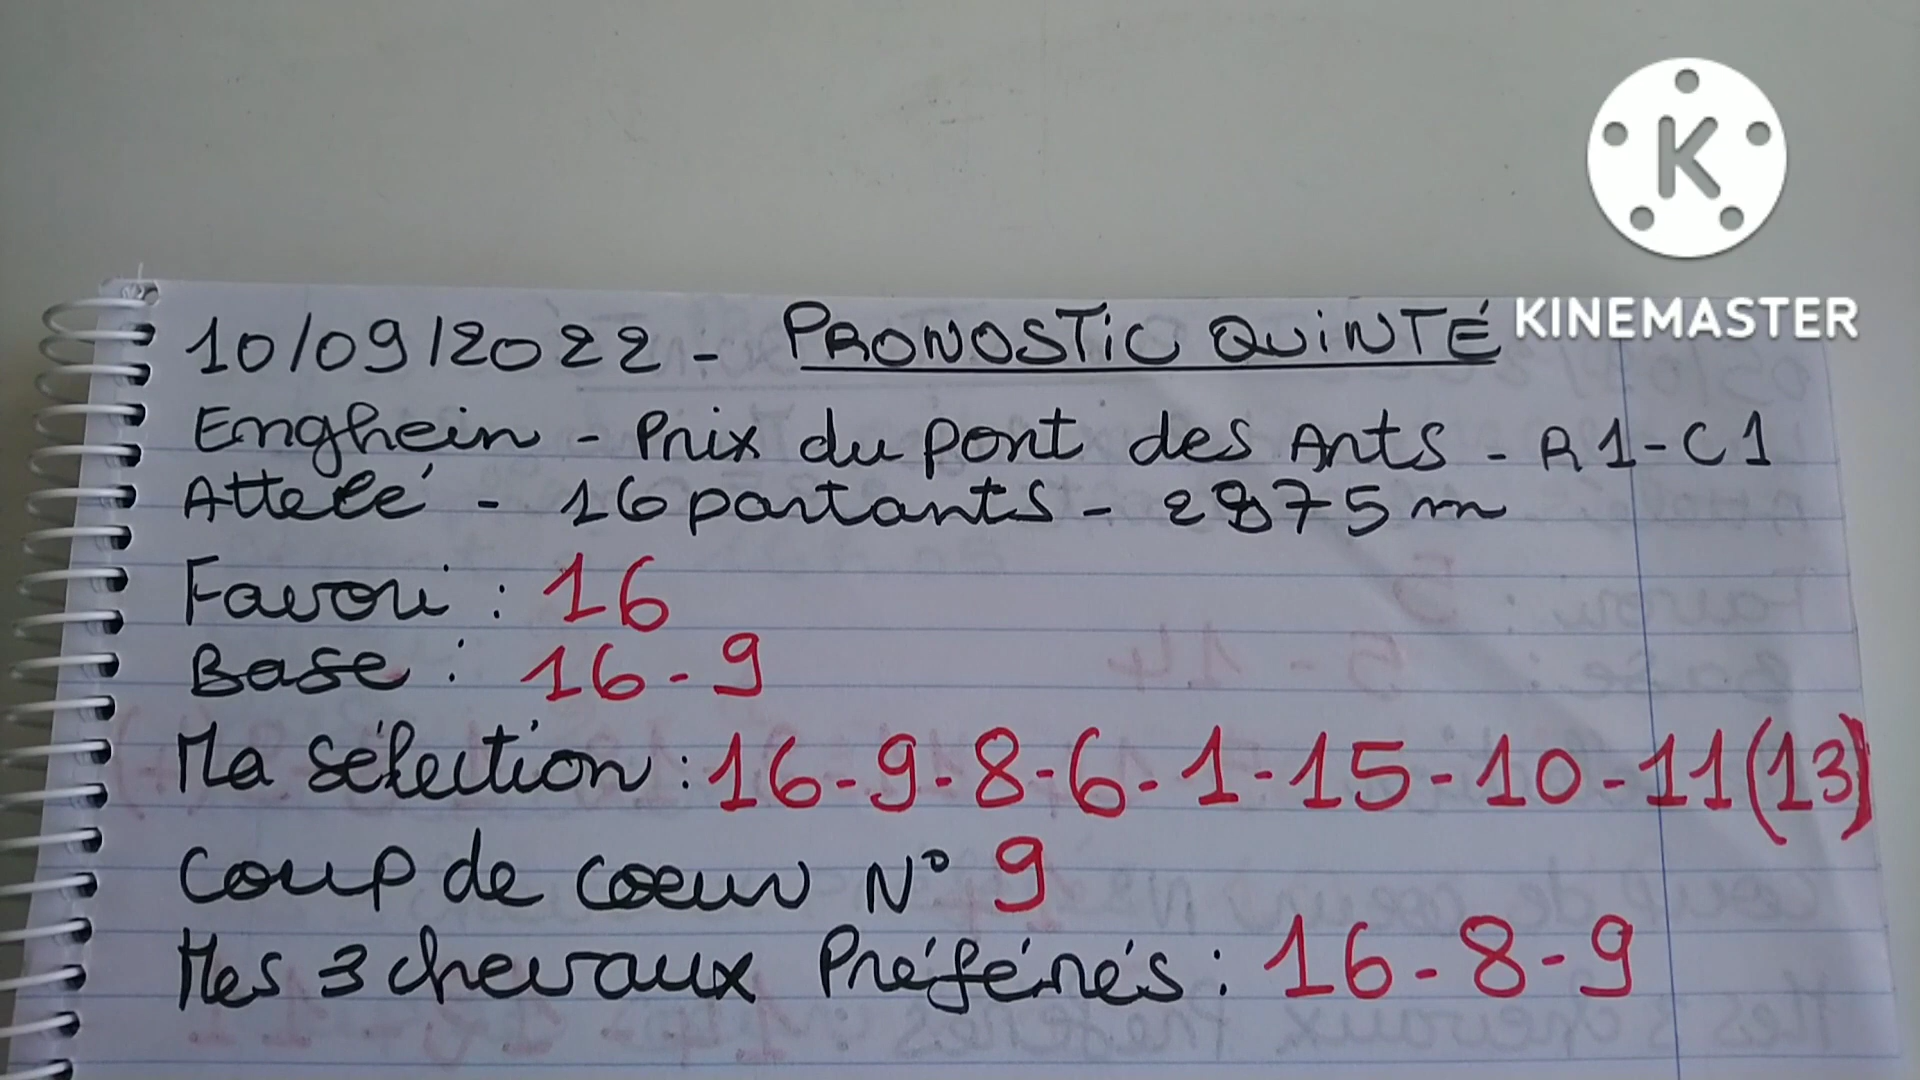 KINEMASTER
10/09/2022 - PRONOSTIC QUINTÉ
Enghein - Prix du pont des Arts - R1-C1
Attelé - 16 partants - 2875m
Favori : 16
Base : 16-9
Ma sélection : 16-9-8-6-1-15-10-11(13)
Coup de coeur N° 9
Mes 3 chevaux Préférés : 16-8-9